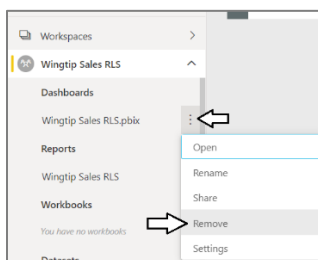 Workspaces
Wingtip Sales RLS
Dashboards
Wingtip Sales RLS.pbix
Open
Reports
Rename
Wingtip Sales RLS
Share
Workbooks
Remove
You have no workbooks
Settings
Datasets